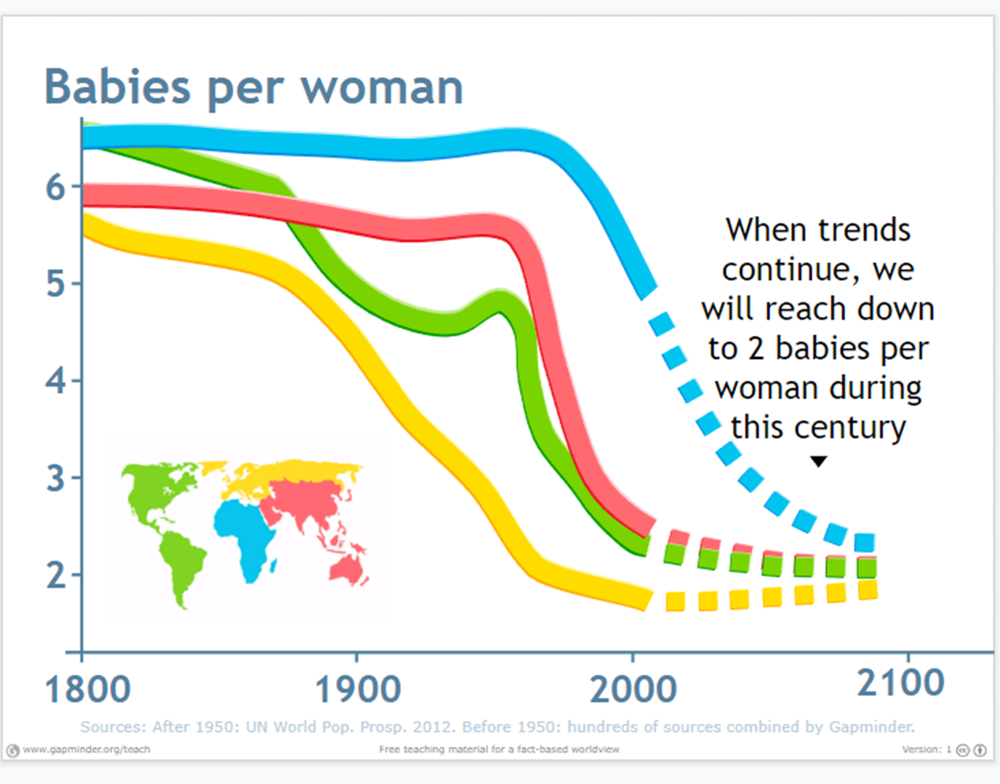 Babies per woman
6
5
4
3
2
When trends
continue, we
will reach down
to 2 babies per
woman during
this century
1800 1900 2000 2100
Sources: After 1950: UN World Pop. Prosp. 2012. Before 1950: hundreds of sources combined by Gapminder.
www.gapminder.org/teach Free teaching material for a fact-based worldview Version: 1